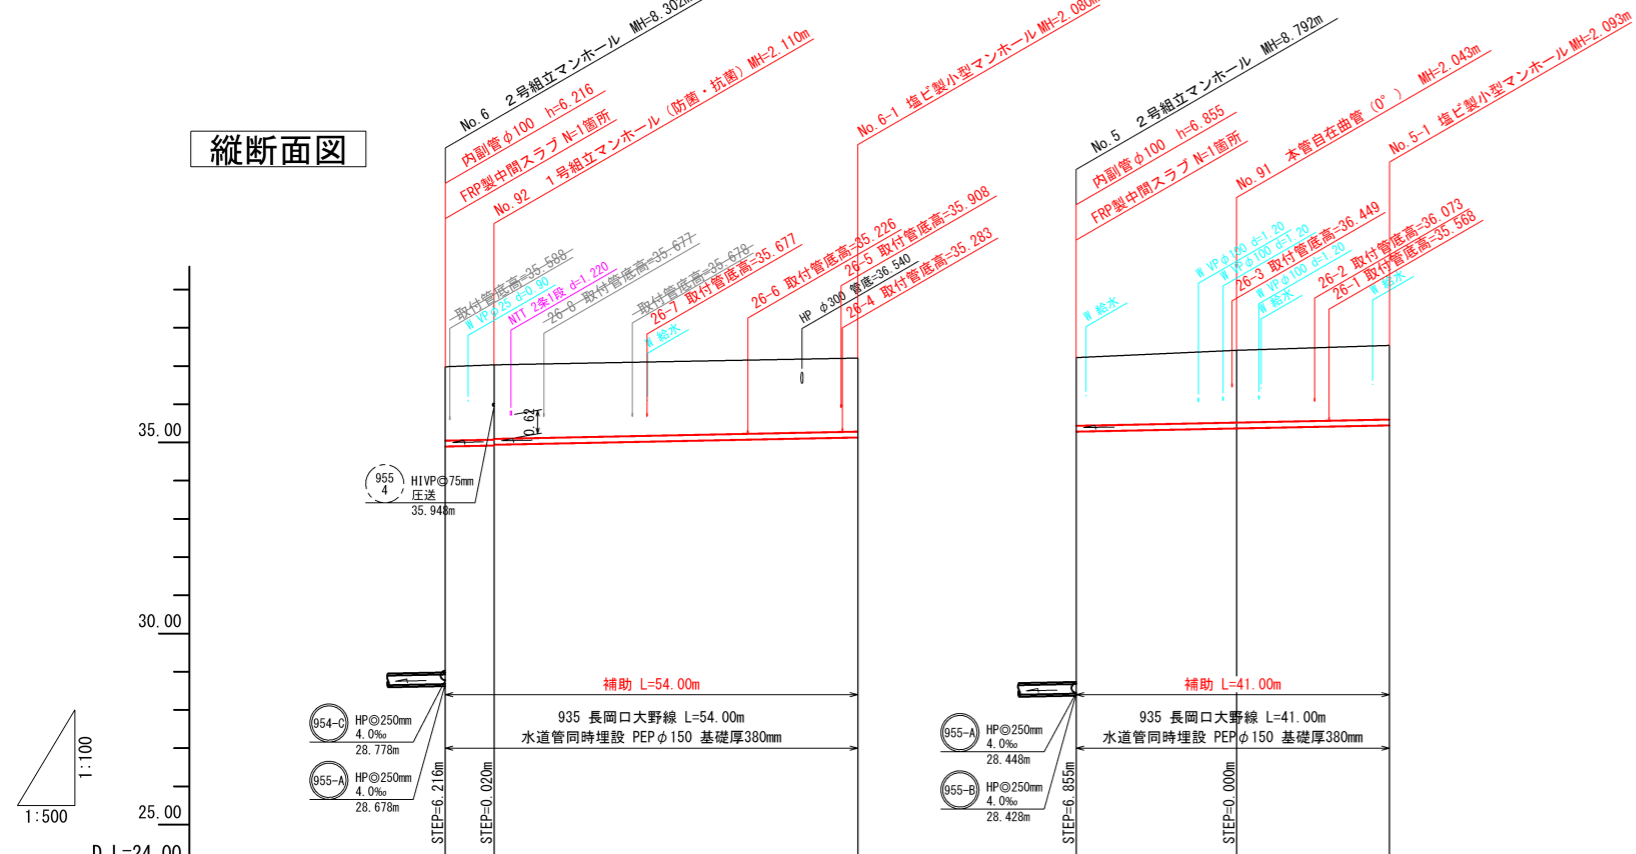 縦断面図
No.6　2号組立マンホール　MH=8.302m
内副管φ100　h=6.216
FRP製中間スラブ N=1箇所
No.92　1号組立マンホール（防菌・抗菌）MH=2.110m
No.6-1 塩ビ製小型マンホール MH=2.080m
取付管底高=35.588
W VPφ25 d=0.90
NTT 2条1段 d=1.220
26-8 取付管底高=35.677
取付管底高=35.678
26-7 取付管底高=35.677
W 給水
26-6 取付管底高=35.226
HP φ300 管底=36.540
26-5 取付管底高=35.908
26-4 取付管底高=35.283
No.5　2号組立マンホール　MH=8.792m
内副管φ100 h=6.855
FRP製中間スラブ N=1箇所
No.91　本管自在曲管（0°）　MH=2.043m
No.5-1 塩ビ製小型マンホール MH=2.093m
W 給水
W VPφ100 d=1.20
W VPφ100 d=1.20
26-3 取付管底高=36.449
W VPφ100 d=1.20
W 給水
26-2 取付管底高=36.073
26-1 取付管底高=35.568
W 給水
0.62
35.00
30.00
25.00
D.L=24.00
955
4
HIVP◎75mm
圧送
35.948m
954-C
HP◎250mm
4.0‰
28.778m
955-A
HP◎250mm
4.0‰
28.678m
補助 L=54.00m
935 長岡口大野線 L=54.00m
水道管同時埋設 PEPφ150 基礎厚380mm
STEP=6.216m
STEP=0.020m
955-A
HP◎250mm
4.0‰
28.448m
955-B
HP◎250mm
4.0‰
28.428m
補助 L=41.00m
935 長岡口大野線 L=41.00m
水道管同時埋設 PEPφ150 基礎厚380mm
STEP=6.855m
STEP=0.000m
1:100
1:500